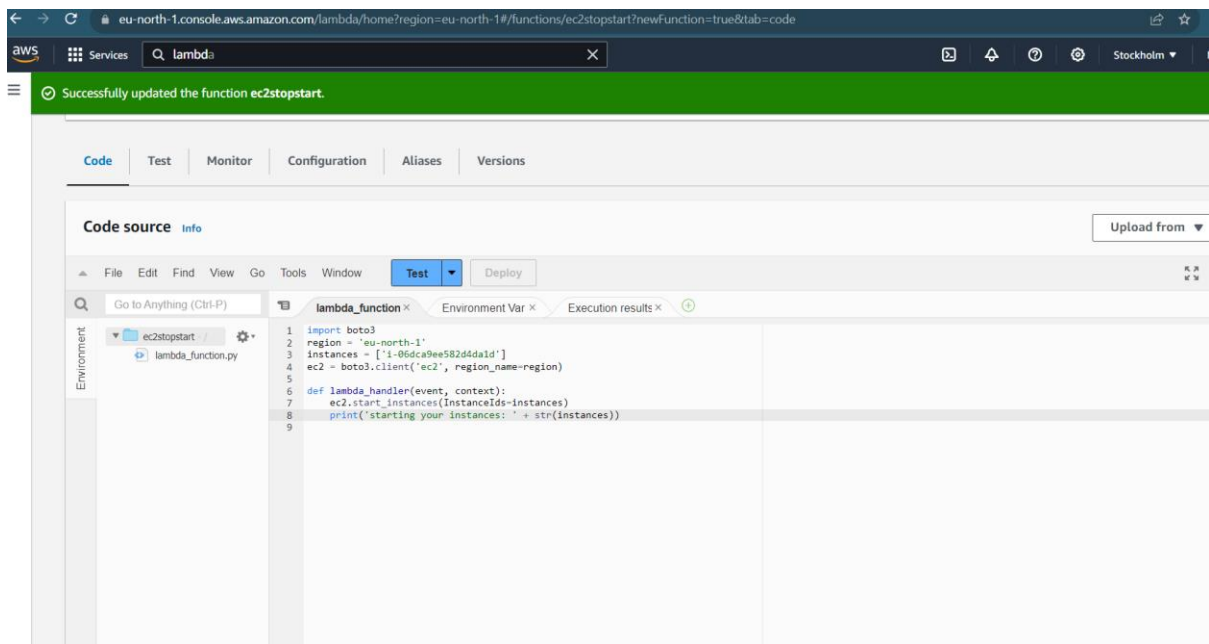 eu-north-1.console.aws.amazon.com/lambda/home?region=eu-north-1#/functions/ec2stopstart?newFunction=true&tab=code
aws Services lambda Stockholm
Successfully updated the function ec2stopstart.
Code Test Monitor Configuration Aliases Versions
Code source Info Upload from
File Edit Find View Go Tools Window Test Deploy
Go to Anything (Ctrl-P) lambda_function Environment Var Execution results
Environment
ec2stopstart /
lambda_function.py
1 import boto3
2 region = 'eu-north-1'
3 instances = ['i-06dca9ee582d4da1d']
4 ec2 = boto3.client('ec2', region_name=region)
5
6 def lambda_handler(event, context):
7     ec2.start_instances(InstanceIds=instances)
8     print('starting your instances: ' + str(instances))
9